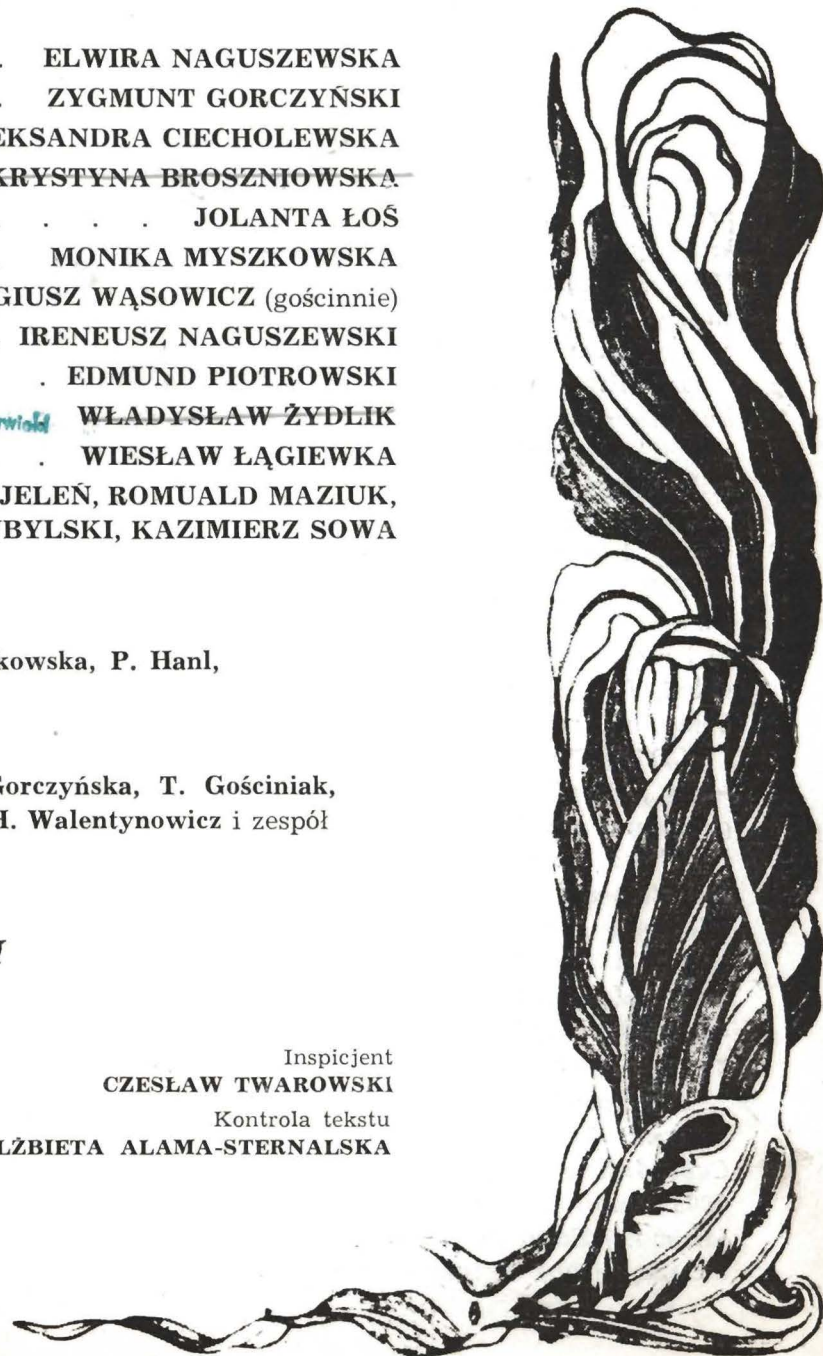 . ELWIRA NAGUSZEWSKA
. ZYGMUNT GORCZYŃSKI
EKSANDRA CIECHOLEWSKA
KRYSTYNA BROSZNIOWSKA
. . . JOLANTA ŁOŚ
MONIKA MYSZKOWSKA
GIUSZ WĄSOWICZ (gościnnie)
IRENEUSZ NAGUSZEWSKI
. EDMUND PIOTROWSKI
WŁADYSŁAW ŻYDLIK
. WIESŁAW ŁĄGIEWKA
JELEŃ, ROMUALD MAZIUK,
YBYLSKI, KAZIMIERZ SOWA
kowska, P. Hanl,
Gorczyńska, T. Gościniak,
H. Walentynowicz i zespół
Inspicjent
CZESŁAW TWAROWSKI
Kontrola tekstu
LŻBIETA ALAMA-STERNALSKA